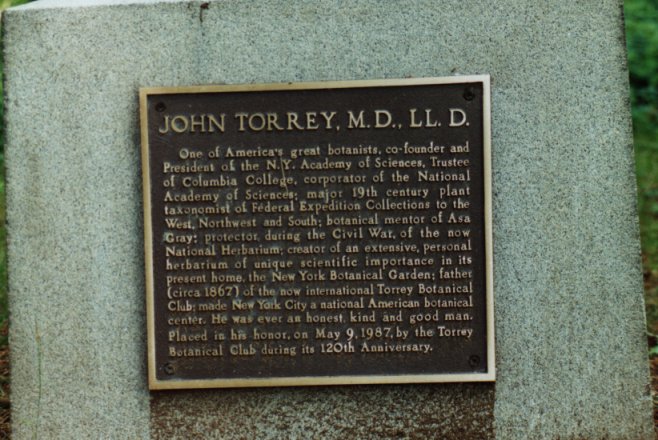 JOHN TORREY, M.D., LL. D.
One of America's great botanists, co-founder and
President of the N.Y. Academy of Sciences, Trustee
of Columbia College, corporator of the National
Academy of Sciences; major 19th century plant
taxonomist of Federal Expedition Collections to the
West, Northwest and South; botanical mentor of Asa
Gray; protector, during the Civil War, of the now
National Herbarium; creator of an extensive, personal
herbarium of unique scientific importance in its
present home, the New York Botanical Garden; father
(circa 1867) of the now international Torrey Botanical
Club; made New York City a national American botanical
center. He was ever an honest, kind and good man.
Placed in his honor, on May 9, 1987, by the Torrey
Botanical Club during its 120th Anniversary.